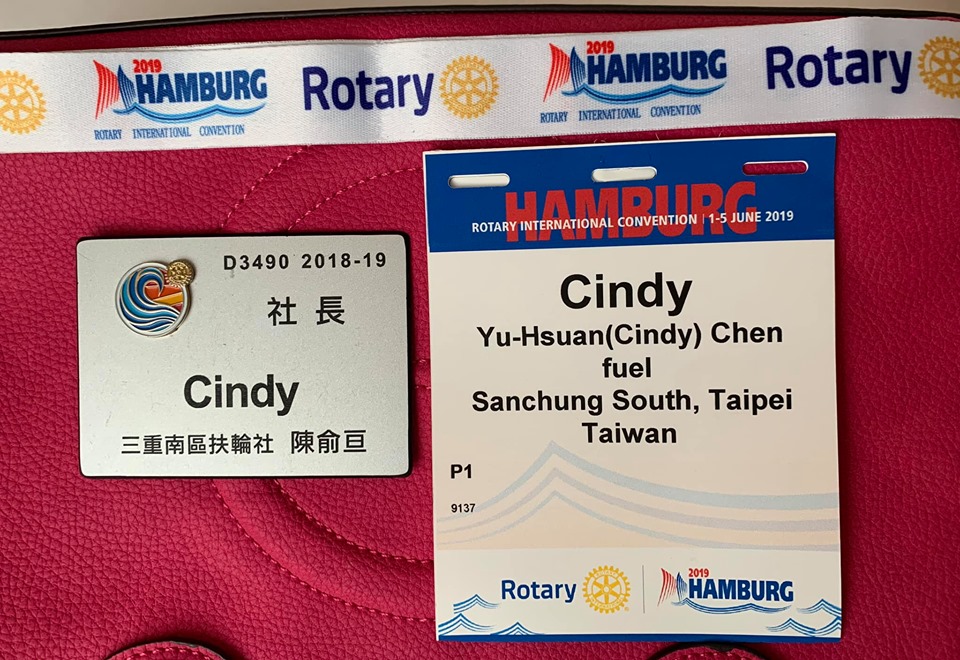 2019
HAMBURG
ROTARY INTERNATIONAL CONVENTION
Rotary
2019
HAMBURG
ROTARY INTERNATIONAL CONVENTION
Rotary
D3490 2018-19
社長
Cindy
三重南區扶輪社 陳俞亘
HAMBURG
ROTARY INTERNATIONAL CONVENTION | 1-5 JUNE 2019
Cindy
Yu-Hsuan(Cindy) Chen
fuel
Sanchung South, Taipei
Taiwan
P1
9137
Rotary
2019
HAMBURG